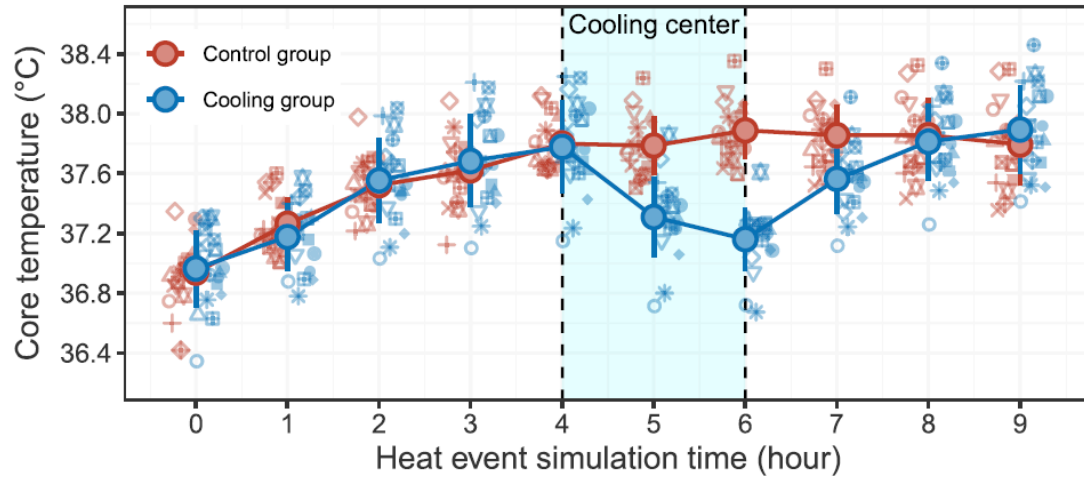 Cooling center
Control group
Cooling group
Core temperature (°C)
38.4
38.0
37.6
37.2
36.8
36.4
0 1 2 3 4 5 6 7 8 9
Heat event simulation time (hour)